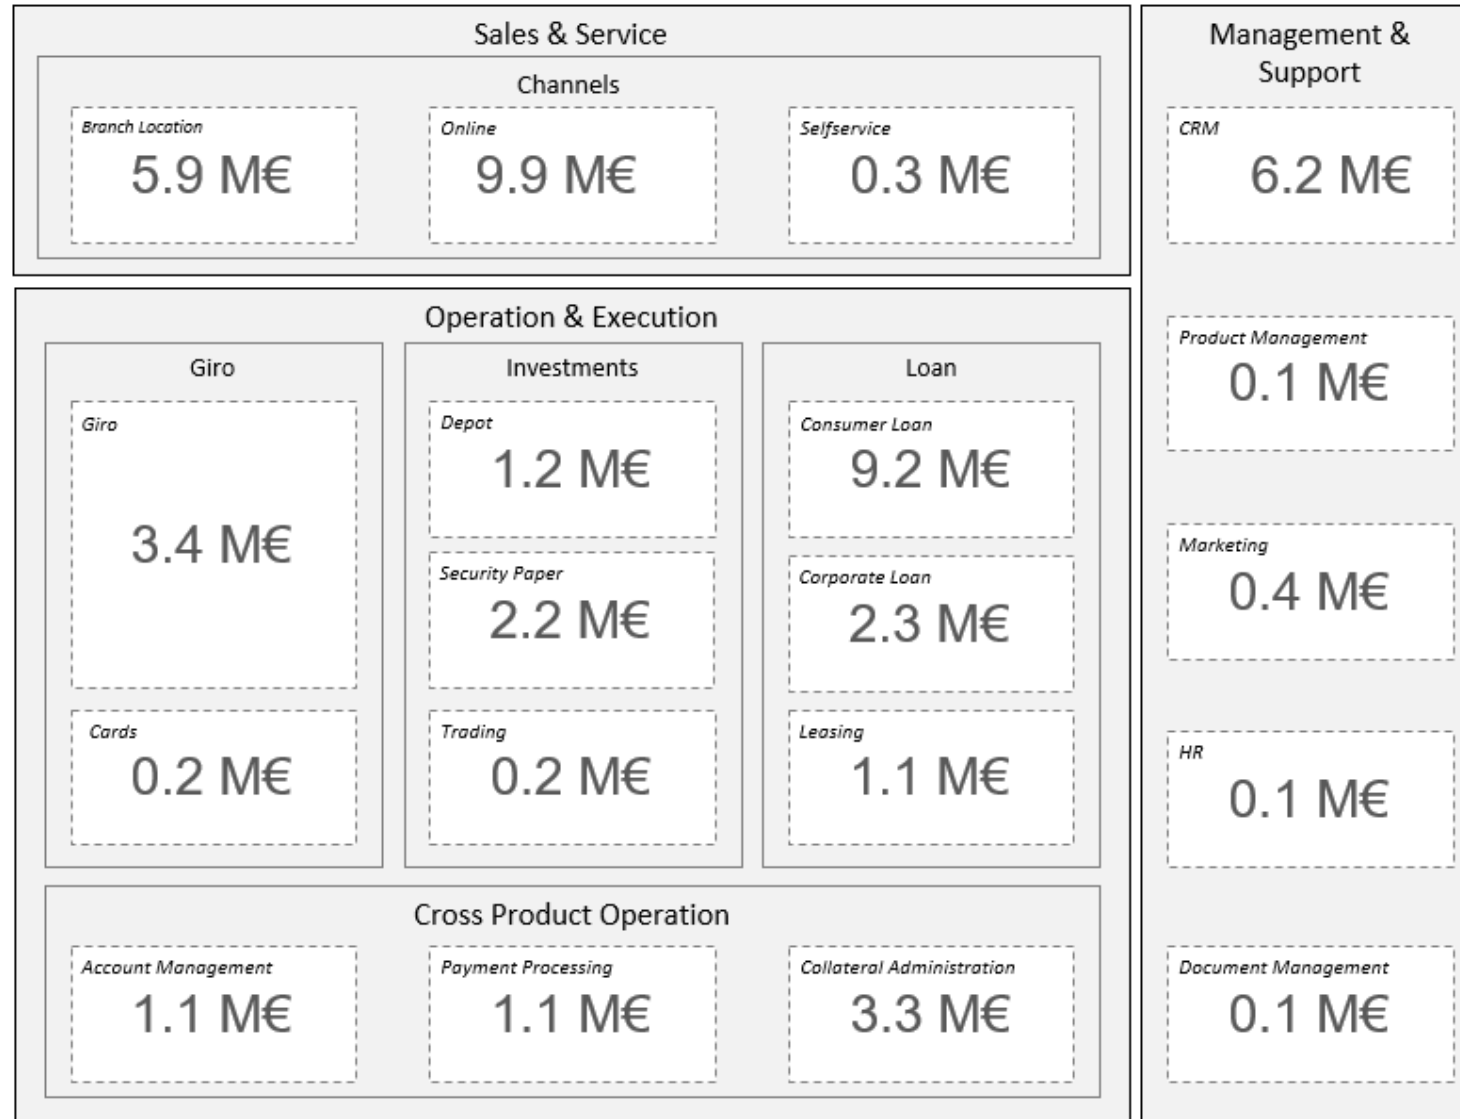 Sales & Service
Channels
Branch Location
5.9 M€
Online
9.9 M€
Selfservice
0.3 M€
Management &
Support
CRM
6.2 M€
Product Management
0.1 M€
Marketing
0.4 M€
HR
0.1 M€
Document Management
0.1 M€
Operation & Execution
Giro
Giro
3.4 M€
Cards
0.2 M€
Investments
Depot
1.2 M€
Security Paper
2.2 M€
Trading
0.2 M€
Loan
Consumer Loan
9.2 M€
Corporate Loan
2.3 M€
Leasing
1.1 M€
Cross Product Operation
Account Management
1.1 M€
Payment Processing
1.1 M€
Collateral Administration
3.3 M€